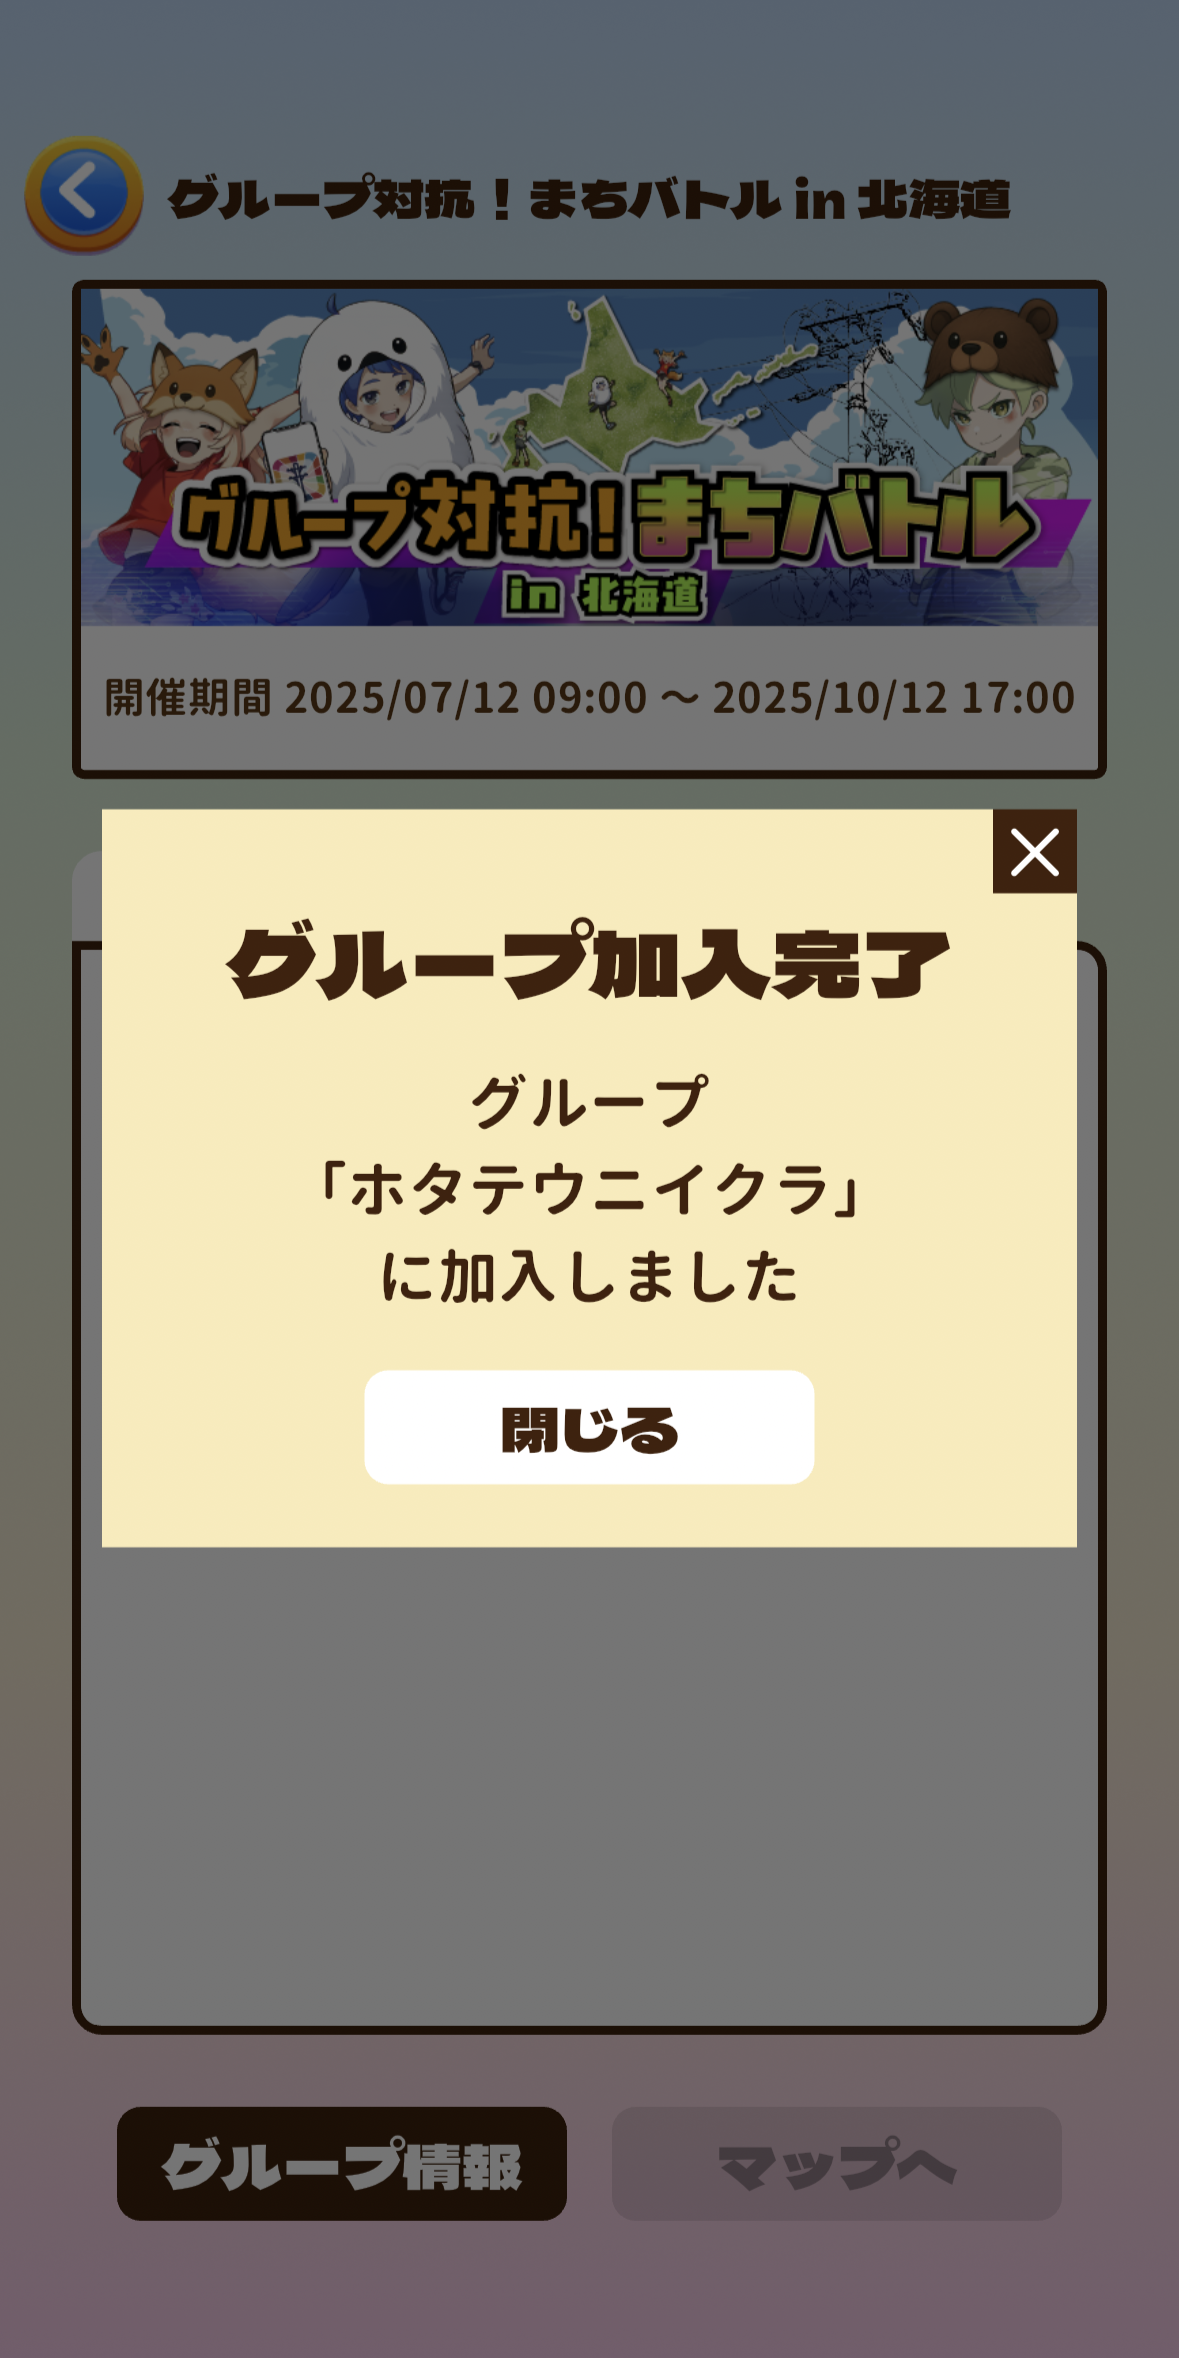 グループ対抗！まちバトル in 北海道
グループ対抗！まちバトル
in 北海道
開催期間 2025/07/12 09:00 〜 2025/10/12 17:00
グループ加入完了
グループ
「ホタテウニイクラ」
に加入しました
閉じる
グループ情報
マップへ